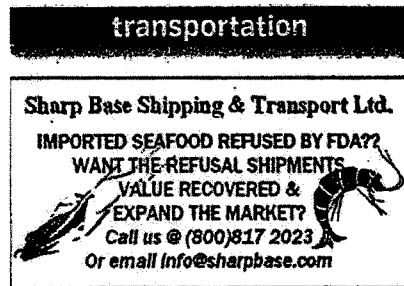 transportation
Sharp Base Shipping & Transport Ltd.
IMPORTED SEAFOOD REFUSED BY FDA??
WANT THE REFUSAL SHIPMENTS
VALUE RECOVERED &
EXPAND THE MARKET?
Call us @ (800)817 2023
Or email info@sharpbase.com